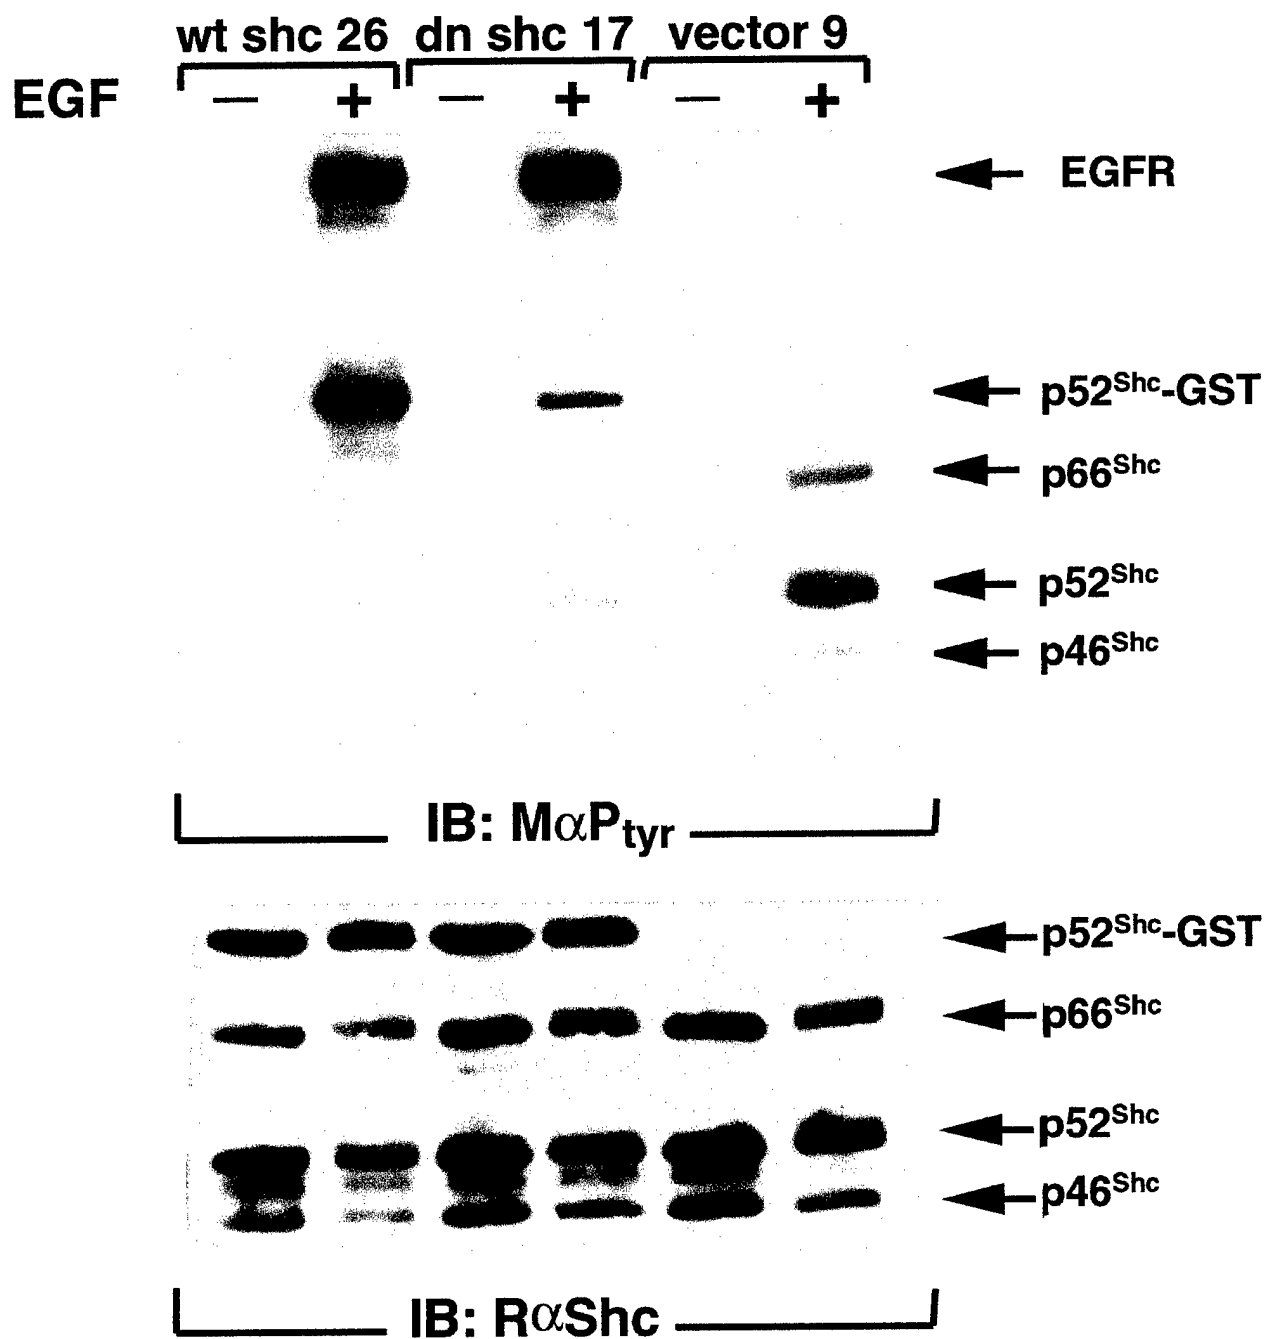 wt shc 26 dn shc 17 vector 9
EGF — + — + — +
EGFR
p52Shc-GST
p66Shc
p52Shc
p46Shc
IB: MαPtyr
p52Shc-GST
p66Shc
p52Shc
p46Shc
IB: RαShc